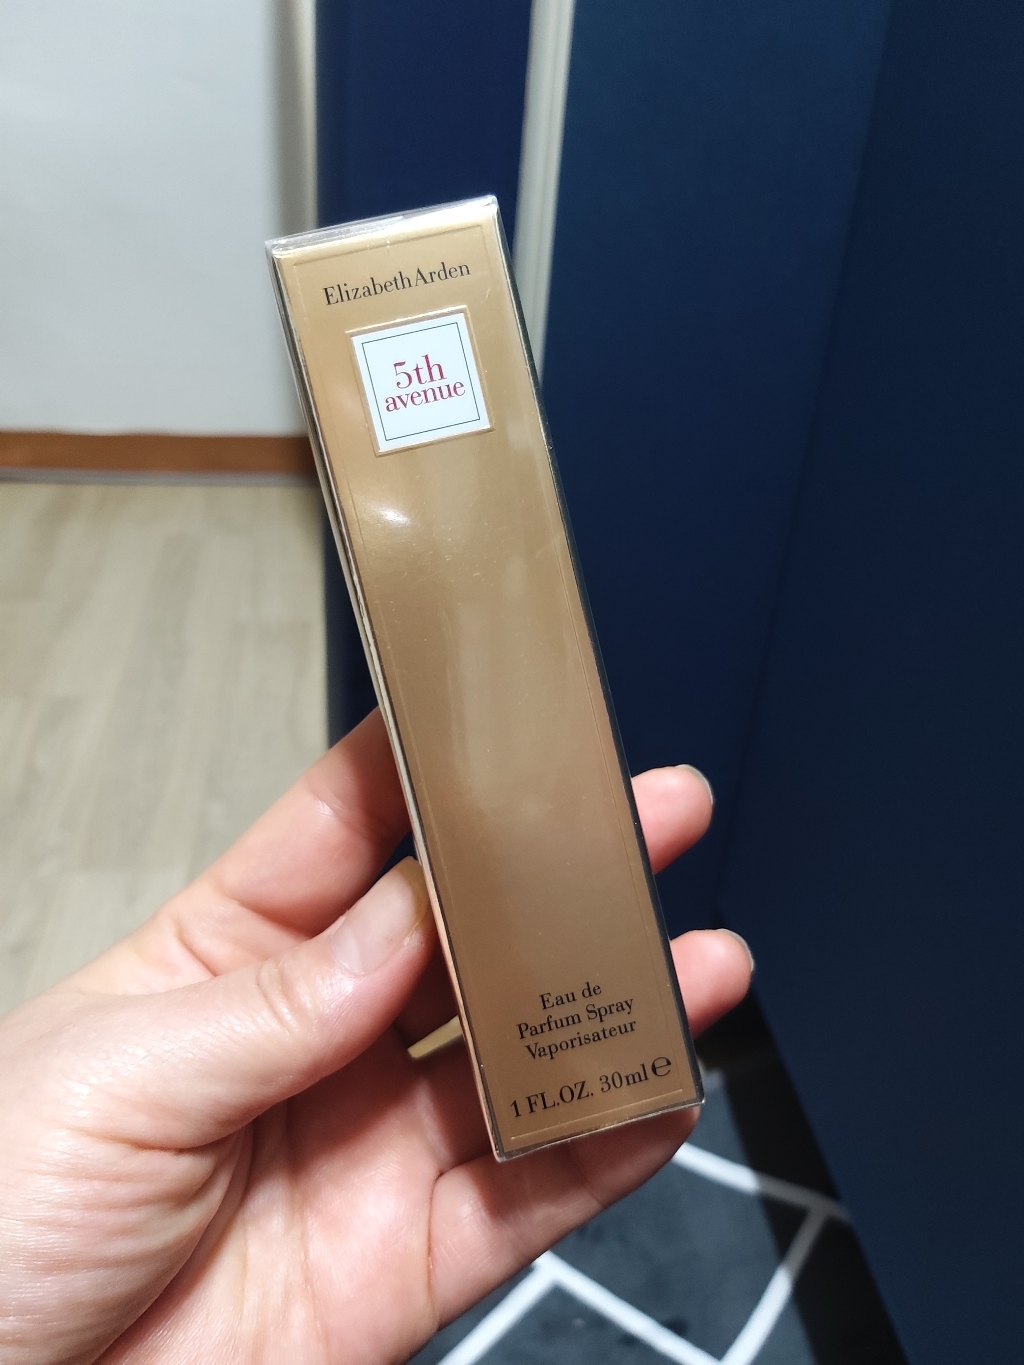 ElizabethArden
5th
avenue
Eau de
Parfum Spray
Vaporisateur
1 FL.OZ. 30ml ℮